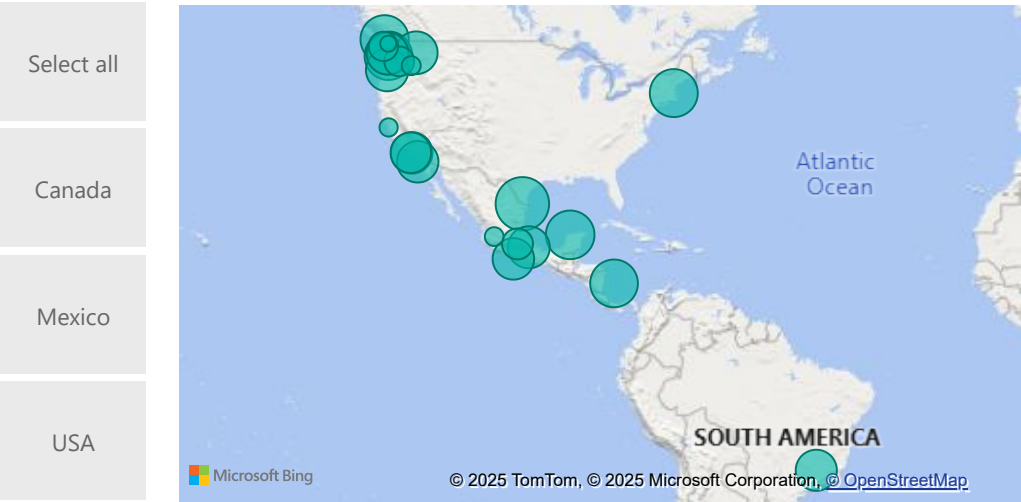 Select all
Canada
Mexico
USA
Atlantic
Ocean
SOUTH AMERICA
Microsoft Bing
© 2025 TomTom, © 2025 Microsoft Corporation, © OpenStreetMap